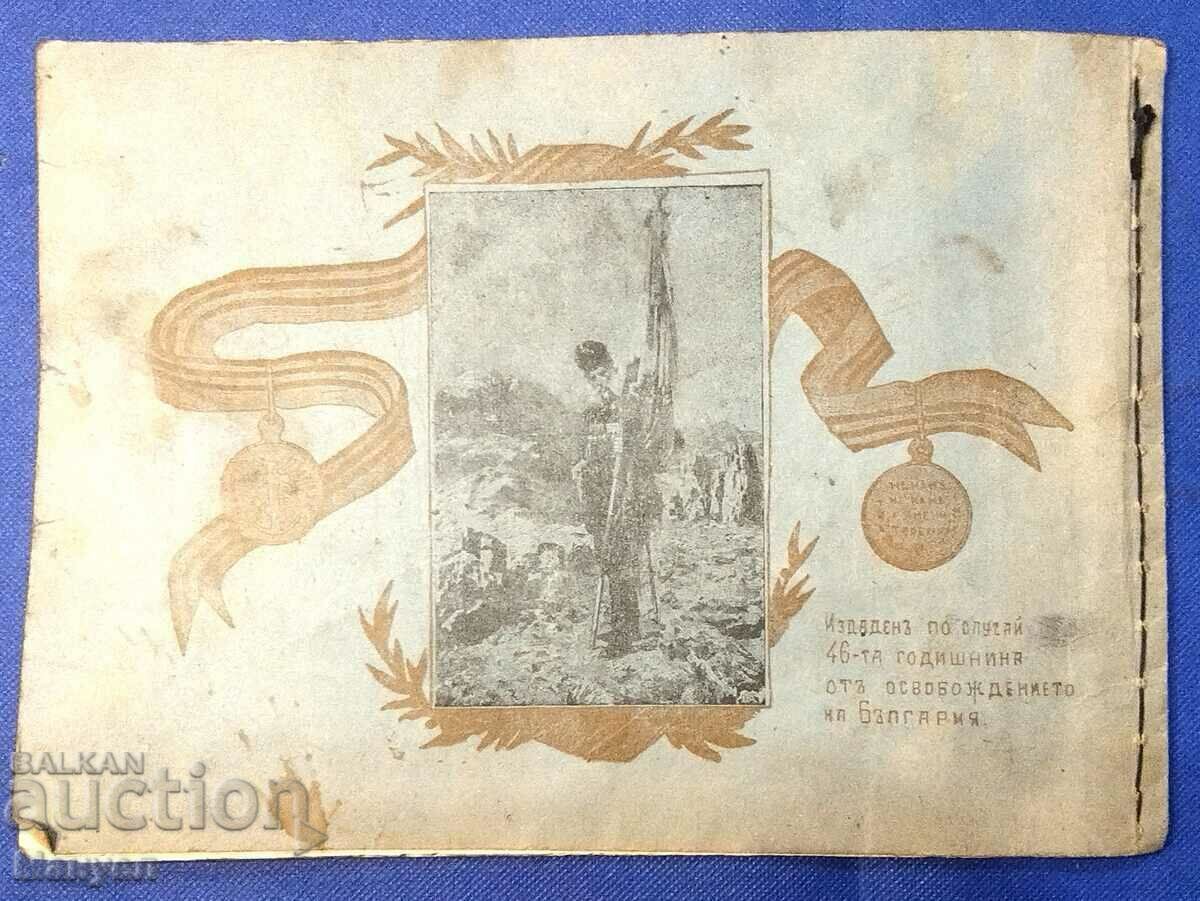 Издаденъ по случай
46-та годишнина
отъ освобождението
на България.
BALKAN
auction